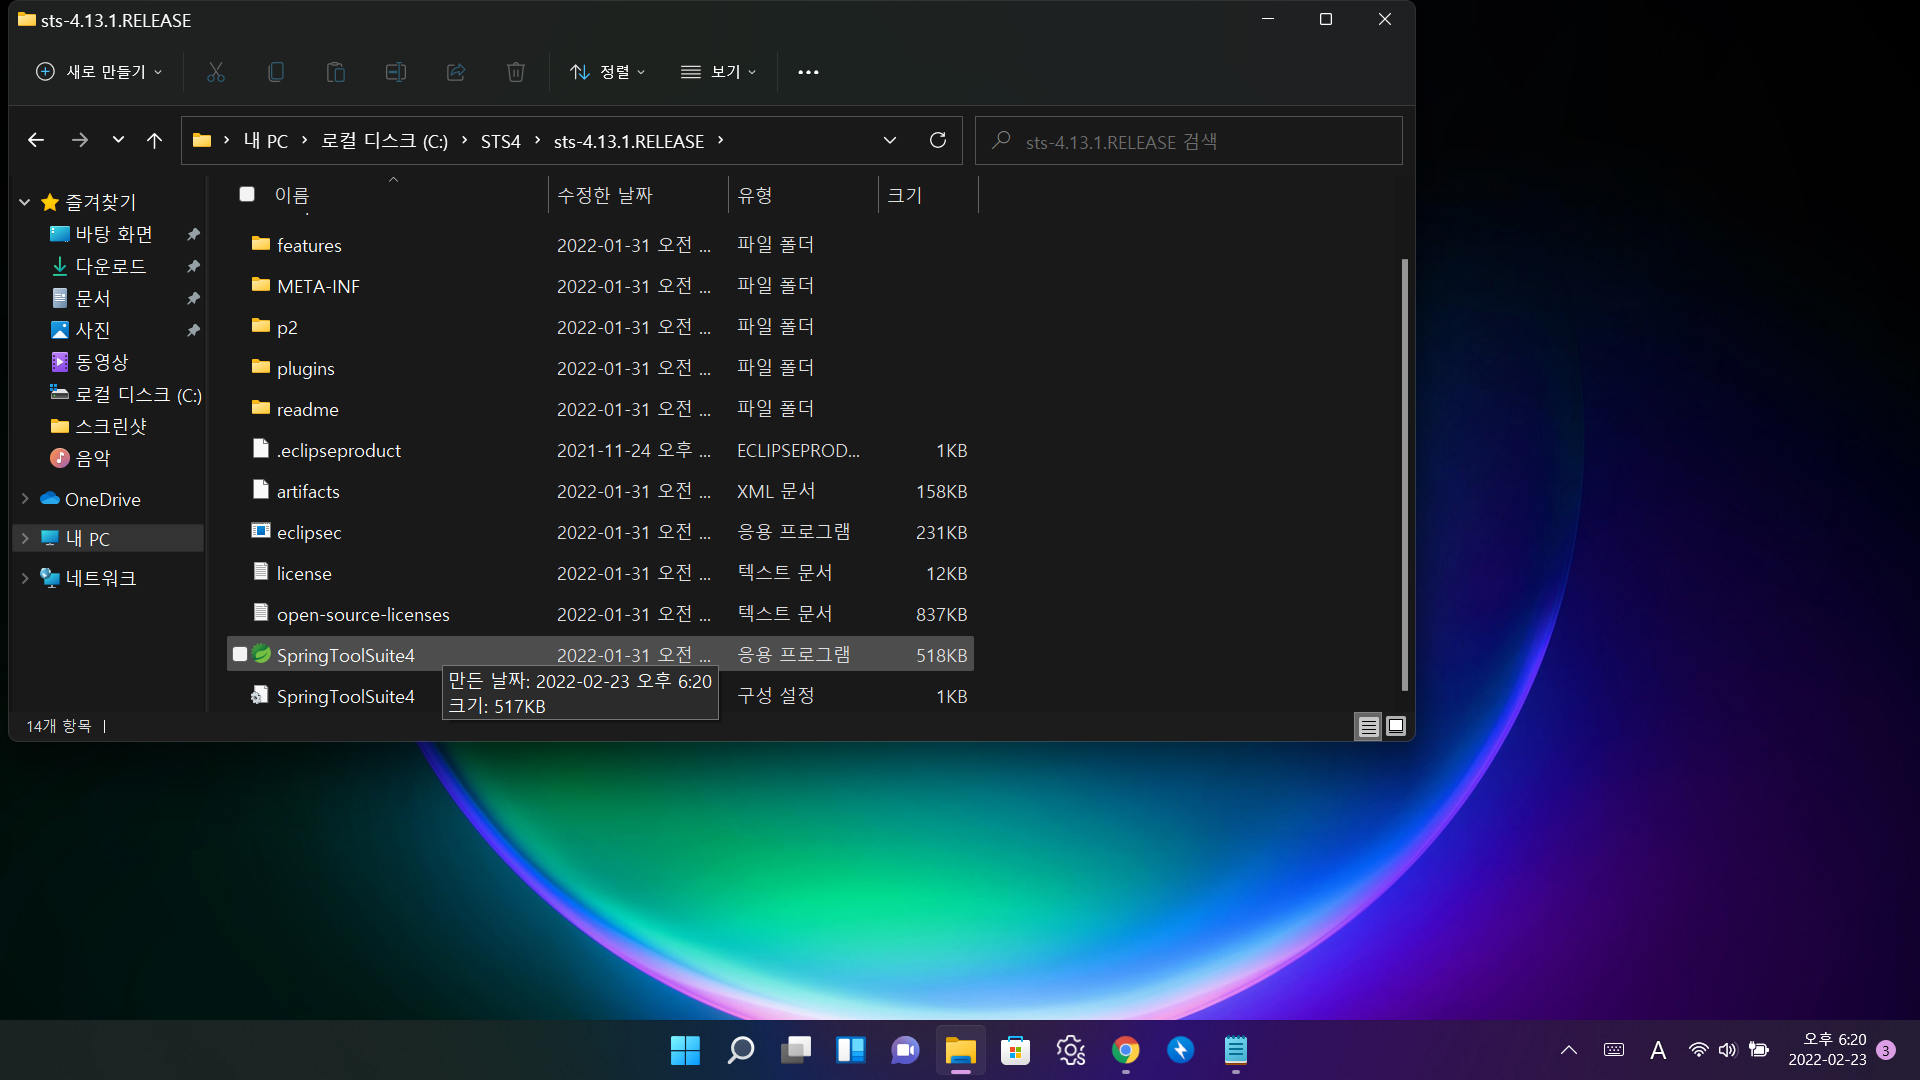 sts-4.13.1.RELEASE
새로 만들기
정렬
보기
내 PC
로컬 디스크 (C:)
STS4
sts-4.13.1.RELEASE
sts-4.13.1.RELEASE 검색
이름 수정한 날짜 유형 크기
즐겨찾기
바탕 화면
다운로드
문서
사진
동영상
로컬 디스크 (C:)
스크린샷
음악
OneDrive
내 PC
네트워크
features 2022-01-31 오전 ... 파일 폴더
META-INF 2022-01-31 오전 ... 파일 폴더
p2 2022-01-31 오전 ... 파일 폴더
plugins 2022-01-31 오전 ... 파일 폴더
readme 2022-01-31 오전 ... 파일 폴더
.eclipseproduct 2021-11-24 오후 ... ECLIPSEPROD... 1KB
artifacts 2022-01-31 오전 ... XML 문서 158KB
eclipsec 2022-01-31 오전 ... 응용 프로그램 231KB
license 2022-01-31 오전 ... 텍스트 문서 12KB
open-source-licenses 2022-01-31 오전 ... 텍스트 문서 837KB
SpringToolSuite4 2022-01-31 오전 ... 응용 프로그램 518KB
SpringToolSuite4 구성 설정 1KB
만든 날짜: 2022-02-23 오후 6:20
크기: 517KB
14개 항목
A
오후 6:20
2022-02-23
3